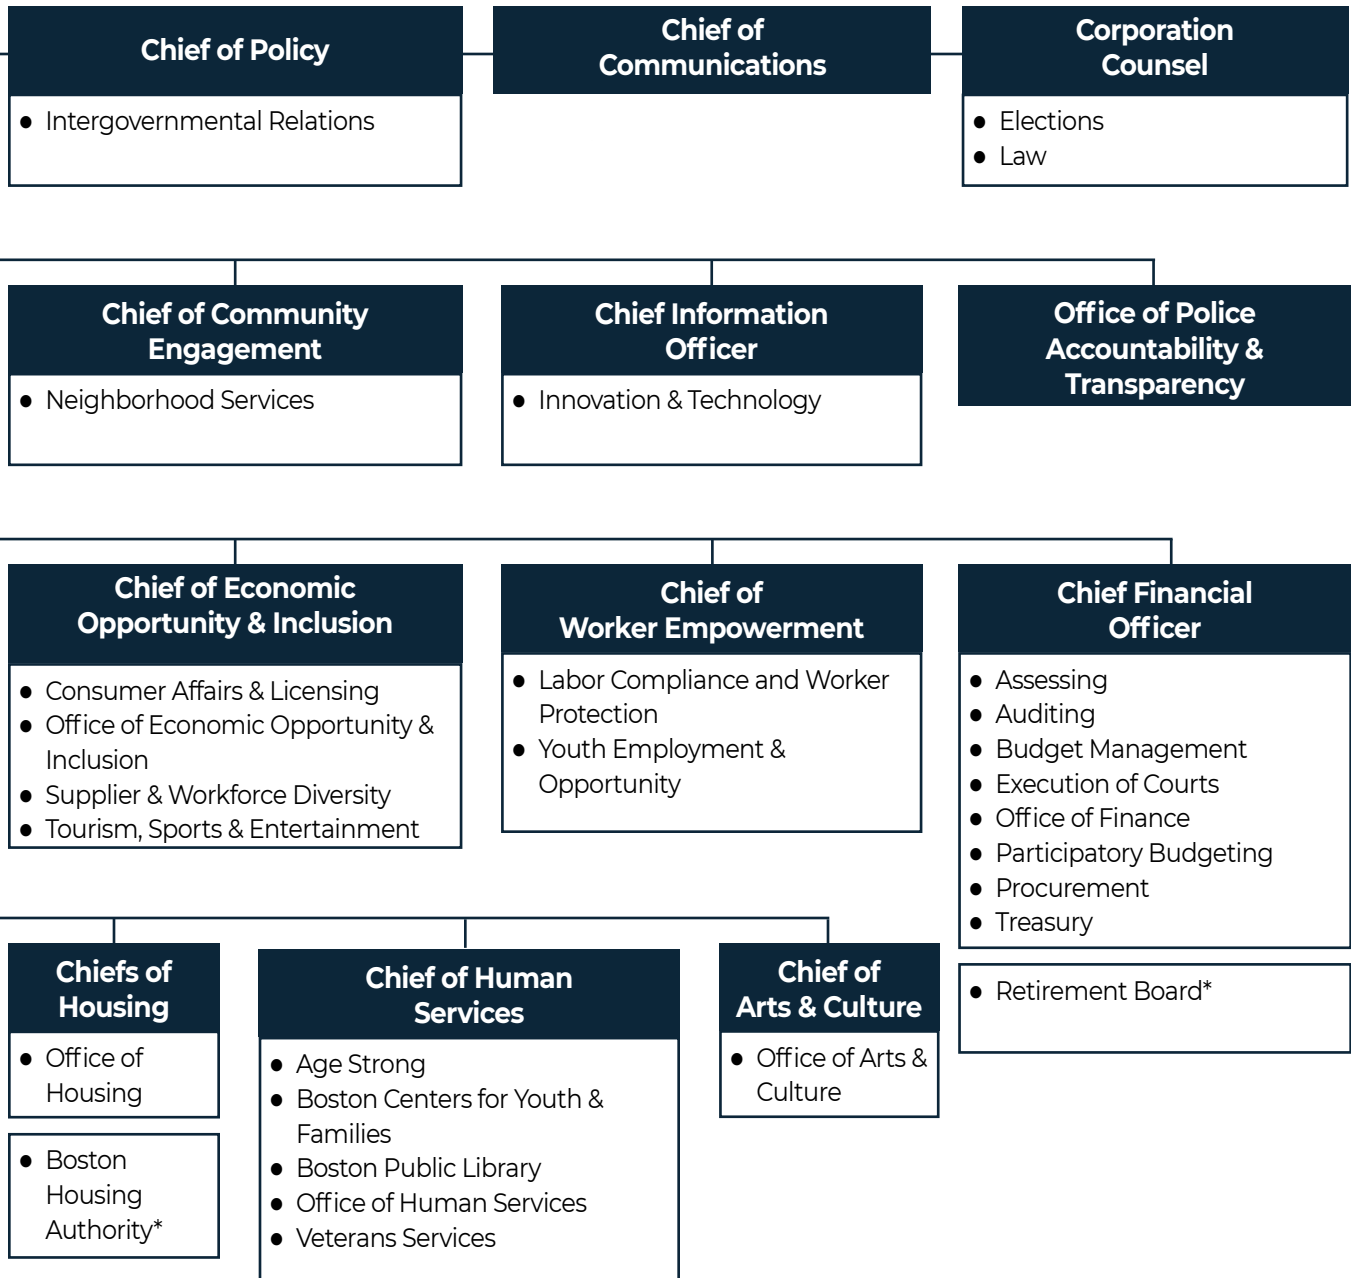 Chief of Policy
● Intergovernmental Relations
Chief of
Communications
Corporation
Counsel
● Elections
● Law
Chief of Community
Engagement
● Neighborhood Services
Chief Information
Officer
● Innovation & Technology
Office of Police
Accountability &
Transparency
Chief of Economic
Opportunity & Inclusion
● Consumer Affairs & Licensing
● Office of Economic Opportunity &
Inclusion
● Supplier & Workforce Diversity
● Tourism, Sports & Entertainment
Chief of
Worker Empowerment
● Labor Compliance and Worker
Protection
● Youth Employment &
Opportunity
Chief Financial
Officer
● Assessing
● Auditing
● Budget Management
● Execution of Courts
● Office of Finance
● Participatory Budgeting
● Procurement
● Treasury
● Retirement Board*
Chiefs of
Housing
● Office of
Housing
● Boston
Housing
Authority*
Chief of Human
Services
● Age Strong
● Boston Centers for Youth &
Families
● Boston Public Library
● Office of Human Services
● Veterans Services
Chief of
Arts & Culture
● Office of Arts &
Culture